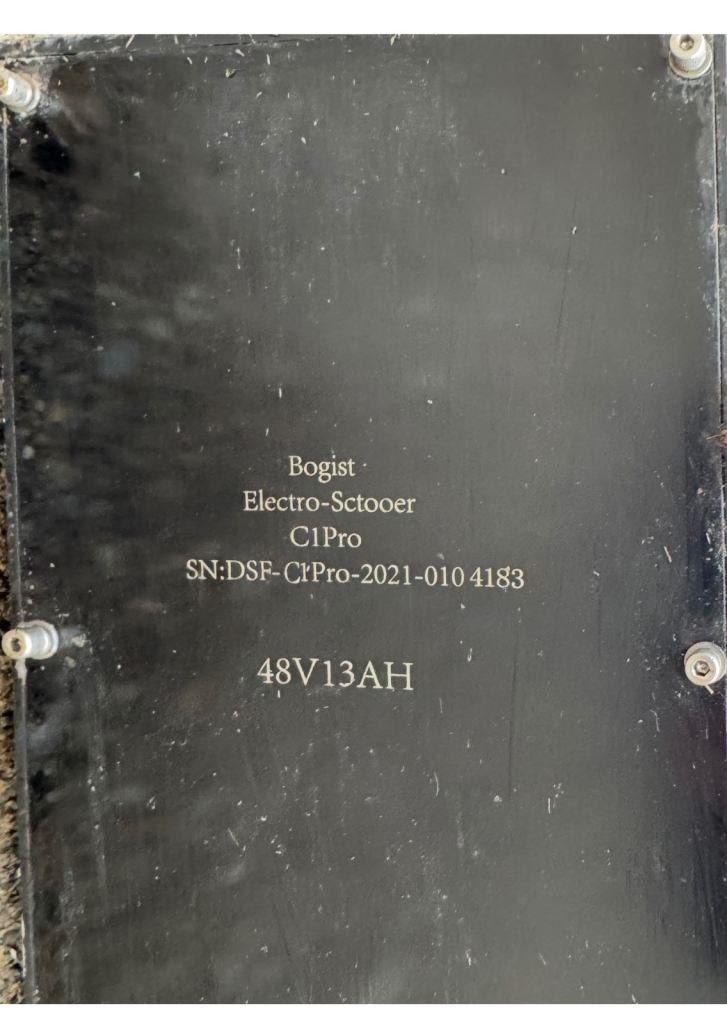 Bogist
Electro-Sctooer
C1Pro
SN:DSF-C1Pro-2021-010 4183
48V13AH